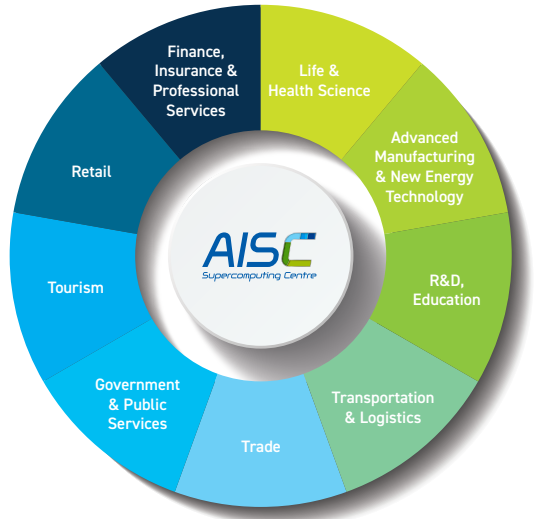 Finance,
Insurance &
Professional
Services
Life &
Health Science
Advanced
Manufacturing
& New Energy
Technology
R&D,
Education
Transportation
& Logistics
Trade
Government
& Public
Services
Tourism
Retail
AISC
Supercomputing Centre